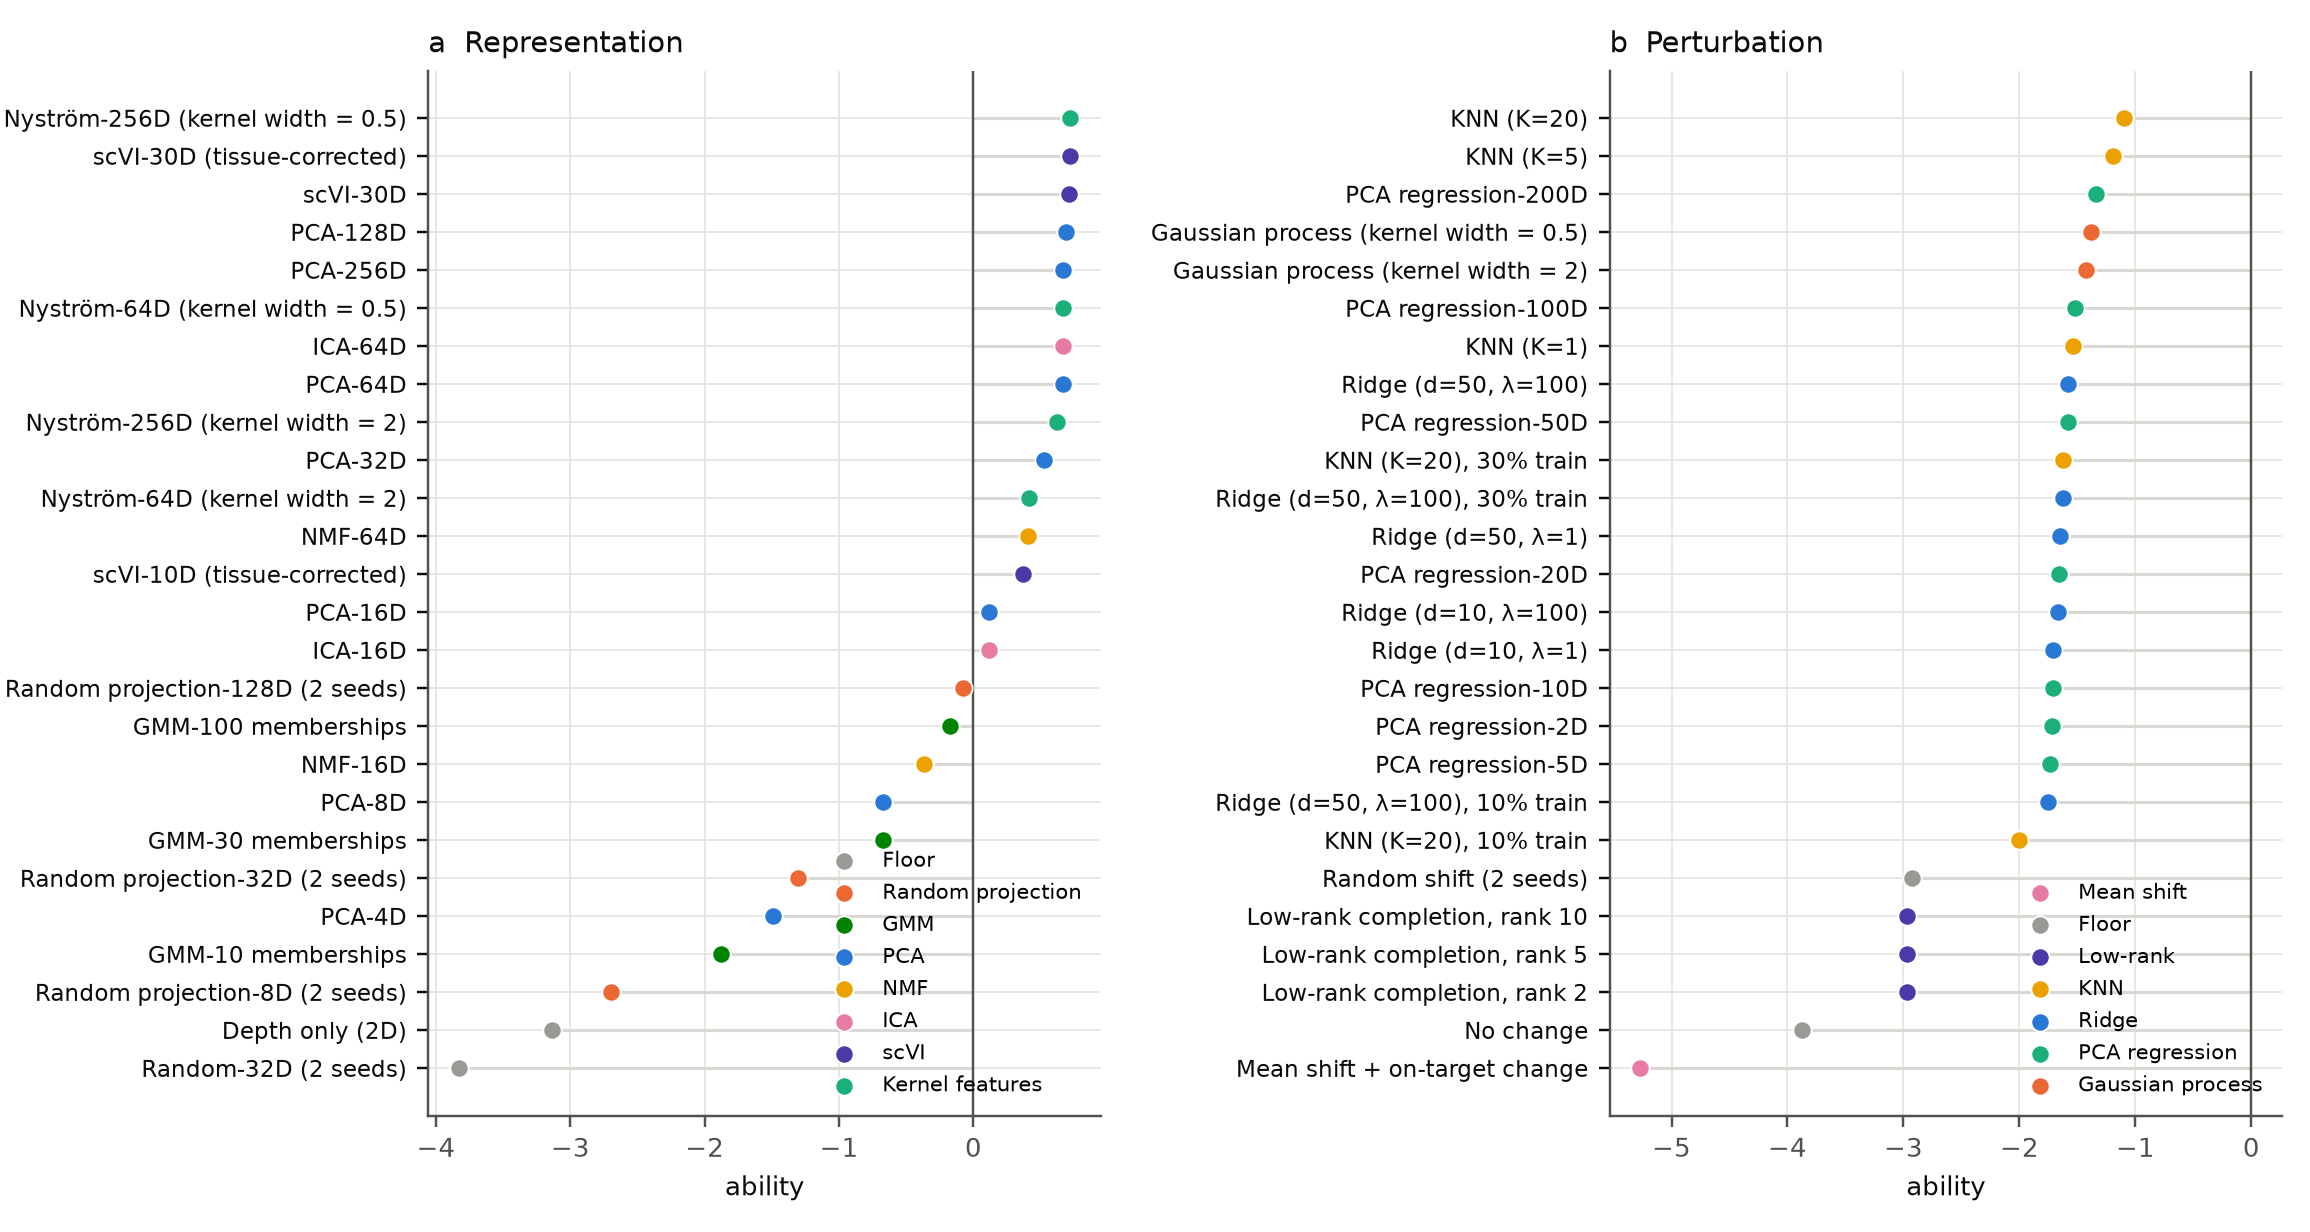 a Representation
Nyström-256D (kernel width = 0.5)
scVI-30D (tissue-corrected)
scVI-30D
PCA-128D
PCA-256D
Nyström-64D (kernel width = 0.5)
ICA-64D
PCA-64D
Nyström-256D (kernel width = 2)
PCA-32D
Nyström-64D (kernel width = 2)
NMF-64D
scVI-10D (tissue-corrected)
PCA-16D
ICA-16D
Random projection-128D (2 seeds)
GMM-100 memberships
NMF-16D
PCA-8D
GMM-30 memberships
Random projection-32D (2 seeds)
PCA-4D
GMM-10 memberships
Random projection-8D (2 seeds)
Depth only (2D)
Random-32D (2 seeds)
Floor
Random projection
GMM
PCA
NMF
ICA
scVI
Kernel features
−4 −3 −2 −1 0
ability
b Perturbation
KNN (K=20)
KNN (K=5)
PCA regression-200D
Gaussian process (kernel width = 0.5)
Gaussian process (kernel width = 2)
PCA regression-100D
KNN (K=1)
Ridge (d=50, λ=100)
PCA regression-50D
KNN (K=20), 30% train
Ridge (d=50, λ=100), 30% train
Ridge (d=50, λ=1)
PCA regression-20D
Ridge (d=10, λ=100)
Ridge (d=10, λ=1)
PCA regression-10D
PCA regression-2D
PCA regression-5D
Ridge (d=50, λ=100), 10% train
KNN (K=20), 10% train
Random shift (2 seeds)
Low-rank completion, rank 10
Low-rank completion, rank 5
Low-rank completion, rank 2
No change
Mean shift + on-target change
Mean shift
Floor
Low-rank
KNN
Ridge
PCA regression
Gaussian process
−5 −4 −3 −2 −1 0
ability